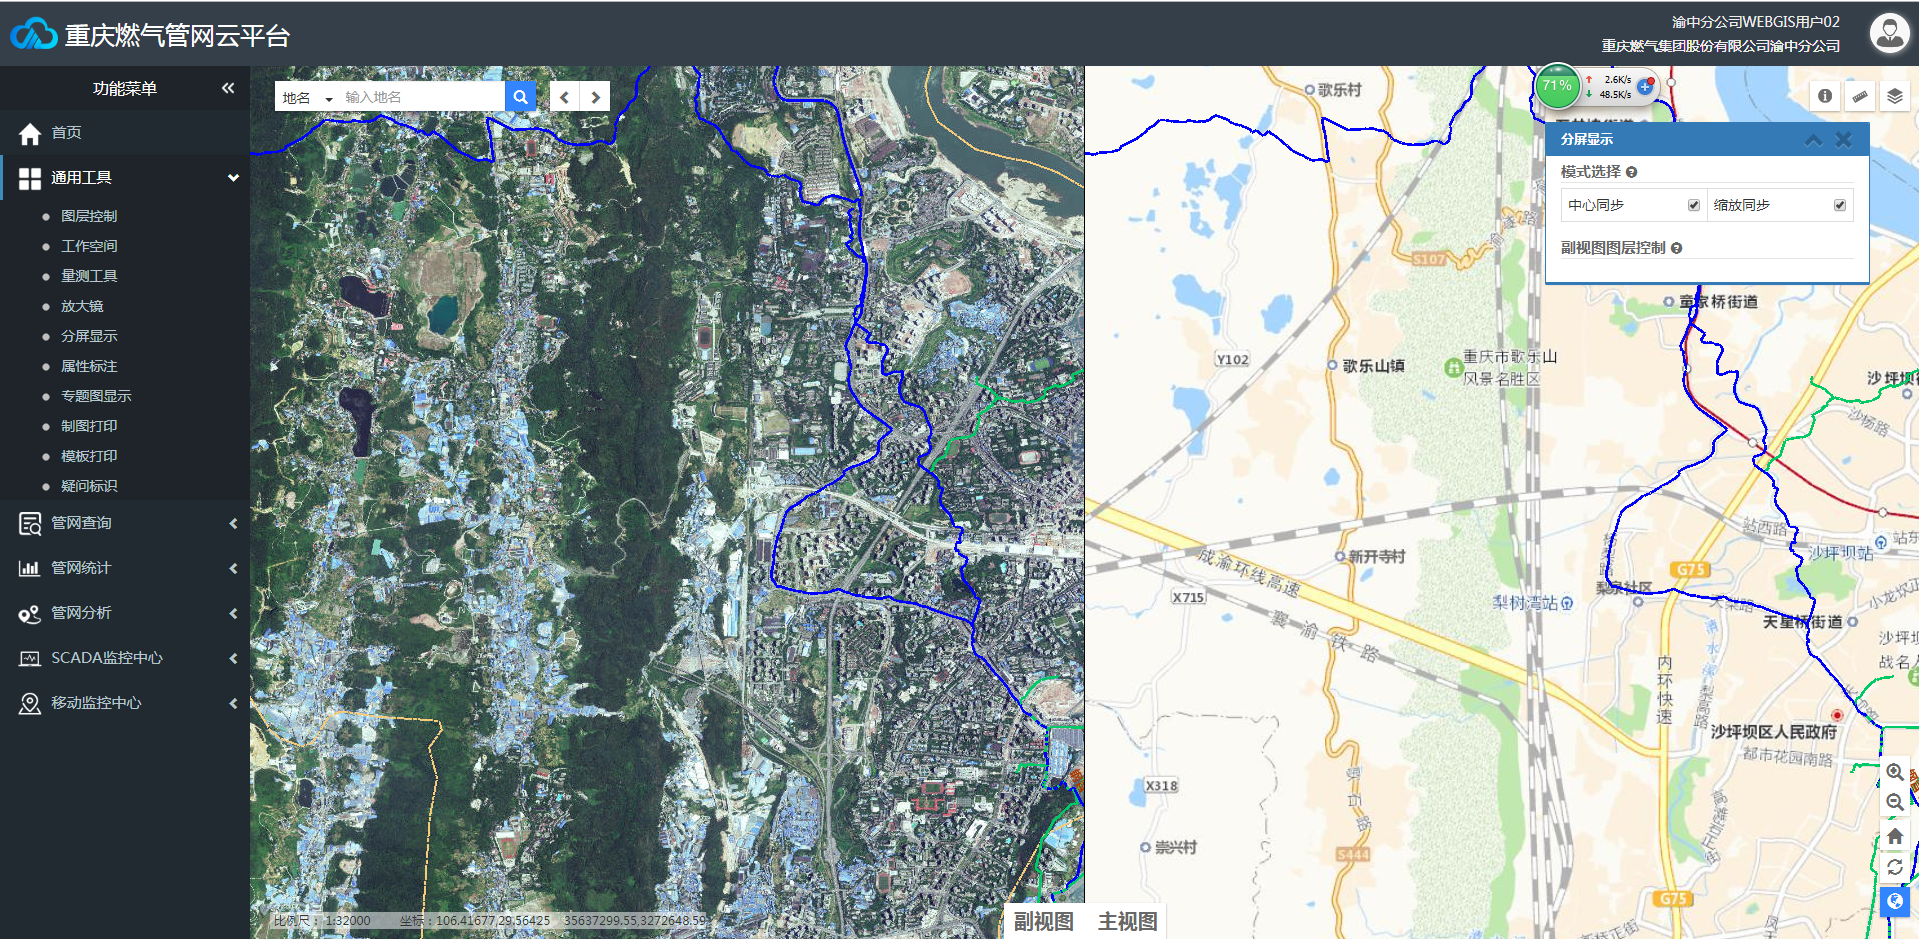 重庆燃气管网云平台
渝中分公司WEBGIS用户02
重庆燃气集团股份有限公司渝中分公司
功能菜单
首页
通用工具
图层控制
工作空间
量测工具
放大镜
分屏显示
属性标注
专题图显示
制图打印
模板打印
疑问标识
管网查询
管网统计
管网分析
SCADA监控中心
移动监控中心
地名
输入地名
71%
2.6K/s
48.5K/s
分屏显示
模式选择
中心同步
缩放同步
副视图图层控制
歌乐村
S107
童家桥街道
Y102
歌乐山镇
重庆市歌乐山
风景名胜区
沙坪坝
沙杨路
站西路
站东
沙坪坝站
新开寺村
成渝环线高速
G75
X715
梨树湾站
梨泉社区
天梨路
小龙坎正
天星桥街道
襄渝铁路
沙坪坝
战名人
内环快速
沙坪坝区人民政府
都市花园南路
X318
崇兴村
S444
G75
比例尺：1:32000
坐标：106.41677,29.56425
35637299.55,3272648.59
副视图
主视图